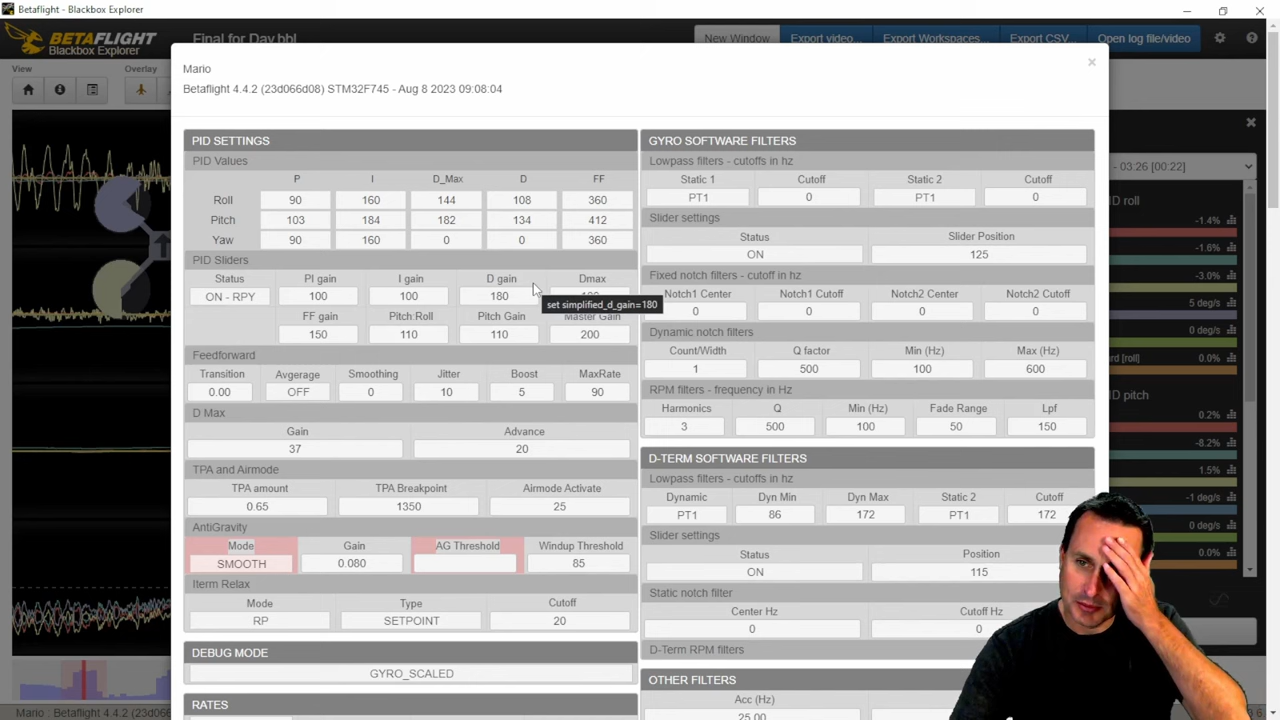 Betaflight - Blackbox Explorer
BETAFLIGHT
Blackbox Explorer
Final for Day.bbl
New Window
Export video...
Export Workspaces...
Export CSV...
Open log file/video
View
Overlay
Mario
Betaflight 4.4.2 (23d066d08) STM32F745 - Aug 8 2023 09:08:04
×
PID SETTINGS
PID Values
P I D_Max D FF
Roll 90 160 144 108 360
Pitch 103 184 182 134 412
Yaw 90 160 0 0 360
PID Sliders
Status PI gain I gain D gain Dmax
ON - RPY 100 100 180
set simplified_d_gain=180
FF gain Pitch:Roll Pitch Gain Master Gain
150 110 110 200
Feedforward
Transition Avgerage Smoothing Jitter Boost MaxRate
0.00 OFF 0 10 5 90
D Max
Gain Advance
37 20
TPA and Airmode
TPA amount TPA Breakpoint Airmode Activate
0.65 1350 25
AntiGravity
Mode Gain AG Threshold Windup Threshold
SMOOTH 0.080 85
Iterm Relax
Mode Type Cutoff
RP SETPOINT 20
DEBUG MODE
GYRO_SCALED
RATES
GYRO SOFTWARE FILTERS
Lowpass filters - cutoffs in hz
Static 1 Cutoff Static 2 Cutoff
PT1 0 PT1 0
Slider settings
Status Slider Position
ON 125
Fixed notch filters - cutoff in hz
Notch1 Center Notch1 Cutoff Notch2 Center Notch2 Cutoff
0 0 0 0
Dynamic notch filters
Count/Width Q factor Min (Hz) Max (Hz)
1 500 100 600
RPM filters - frequency in Hz
Harmonics Q Min (Hz) Fade Range Lpf
3 500 100 50 150
D-TERM SOFTWARE FILTERS
Lowpass filters - cutoffs in hz
Dynamic Dyn Min Dyn Max Static 2 Cutoff
PT1 86 172 PT1 172
Slider settings
Status Position
ON 115
Static notch filter
Center Hz Cutoff Hz
0 0
D-Term RPM filters
OTHER FILTERS
Acc (Hz)
25.00
- 03:26 [00:22]
ID roll
-1.4%
-1.6%
-3.0%
5 deg/s
0 deg/s
rd [roll] 0.0%
ID pitch
0.2%
-8.2%
1.5%
-1 deg/s
0 deg/s
0.0%
Mario : Betaflight 4.4.2 (23d06